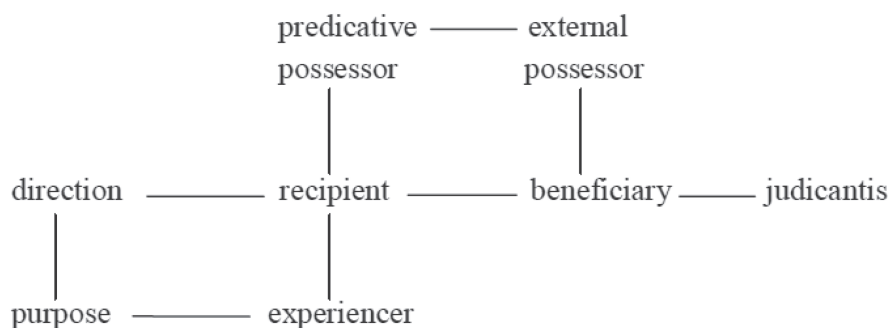 predicative external
possessor possessor
direction recipient beneficiary judicantis
purpose experiencer